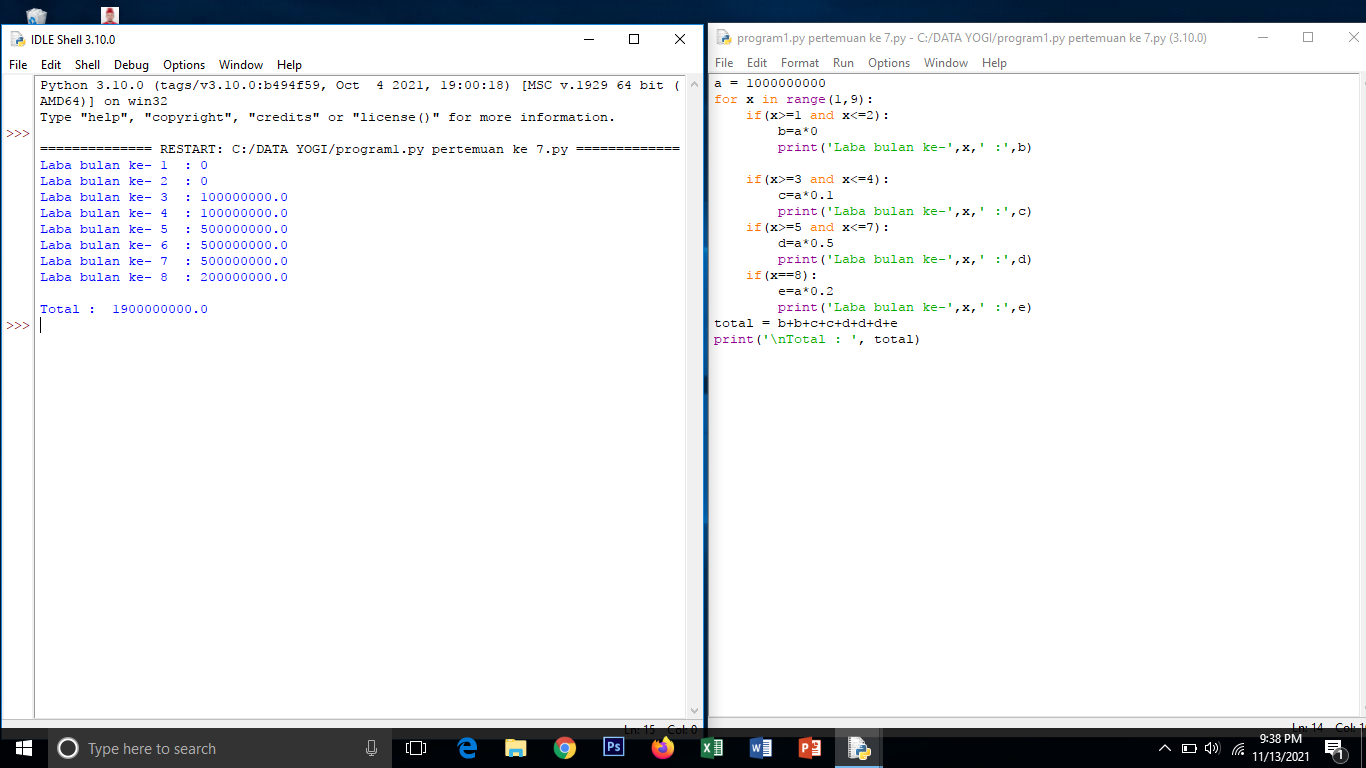 IDLE Shell 3.10.0
File Edit Shell Debug Options Window Help
Python 3.10.0 (tags/v3.10.0:b494f59, Oct  4 2021, 19:00:18) [MSC v.1929 64 bit (
AMD64)] on win32
Type "help", "copyright", "credits" or "license()" for more information.
>>>
============== RESTART: C:/DATA YOGI/program1.py pertemuan ke 7.py =============
Laba bulan ke- 1  : 0
Laba bulan ke- 2  : 0
Laba bulan ke- 3  : 100000000.0
Laba bulan ke- 4  : 100000000.0
Laba bulan ke- 5  : 500000000.0
Laba bulan ke- 6  : 500000000.0
Laba bulan ke- 7  : 500000000.0
Laba bulan ke- 8  : 200000000.0
Total :  1900000000.0
>>>
Ln: 15 Col: 0
program1.py pertemuan ke 7.py - C:/DATA YOGI/program1.py pertemuan ke 7.py (3.10.0)
File Edit Format Run Options Window Help
a = 1000000000
for x in range(1,9):
    if(x>=1 and x<=2):
        b=a*0
        print('Laba bulan ke-',x,' :',b)
    if(x>=3 and x<=4):
        c=a*0.1
        print('Laba bulan ke-',x,' :',c)
    if(x>=5 and x<=7):
        d=a*0.5
        print('Laba bulan ke-',x,' :',d)
    if(x==8):
        e=a*0.2
        print('Laba bulan ke-',x,' :',e)
total = b+b+c+c+d+d+d+e
print('\nTotal : ', total)
Ln: 14 Col:
Type here to search
Ps
9:38 PM
11/13/2021
1